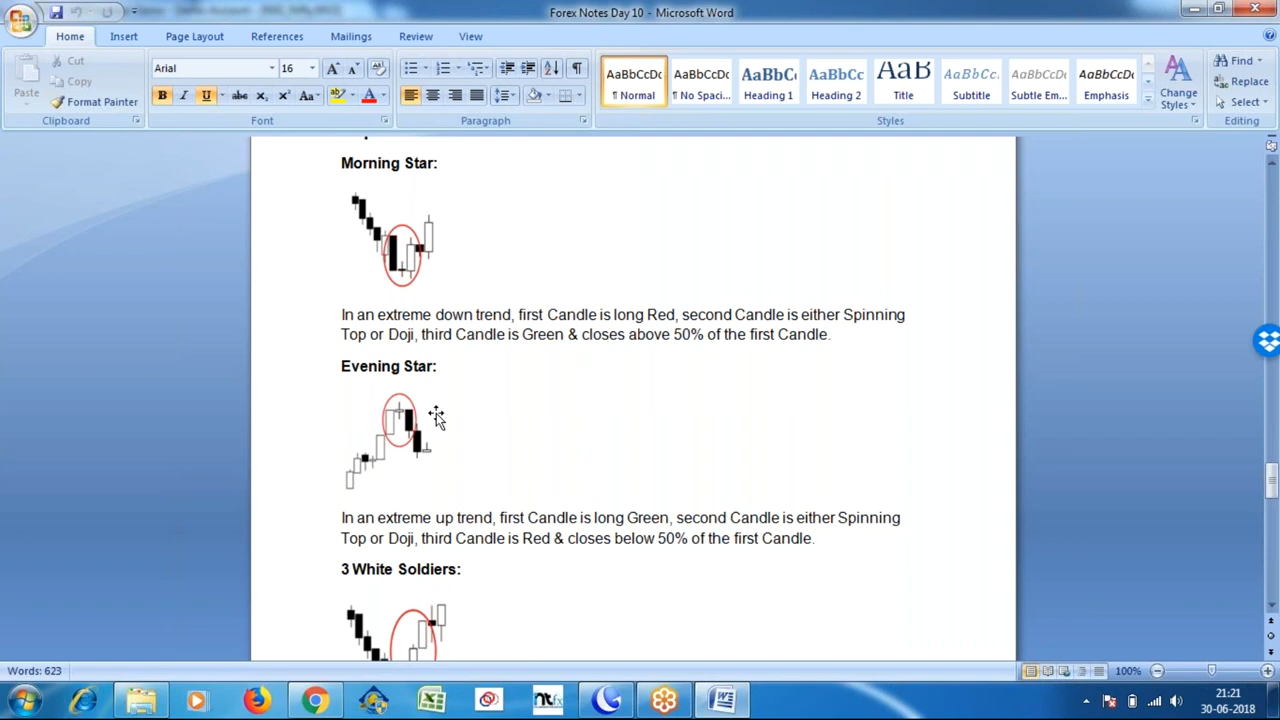 Forex Notes Day 10 - Microsoft Word
Home Insert Page Layout References Mailings Review View
Paste
Cut
Copy
Format Painter
Clipboard
Arial 16
Font
Paragraph
AaBbCcDc AaBbCcDc AaBbC AaBbCc AaB AaBbCc. AaBbCcDc AaBbCcDc
¶ Normal ¶ No Spaci... Heading 1 Heading 2 Title Subtitle Subtle Em... Emphasis
Change
Styles
Styles
Find
Replace
Select
Editing
Morning Star:
In an extreme down trend, first Candle is long Red, second Candle is either Spinning
Top or Doji, third Candle is Green & closes above 50% of the first Candle.
Evening Star:
In an extreme up trend, first Candle is long Green, second Candle is either Spinning
Top or Doji, third Candle is Red & closes below 50% of the first Candle.
3 White Soldiers:
Words: 623
100%
ntfx
21:21
30-06-2018